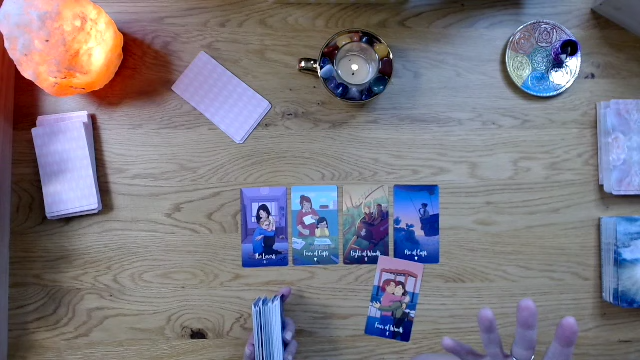 The Lovers
Four of Cups
Eight of Wands
Ace of Cups
Four of Wands